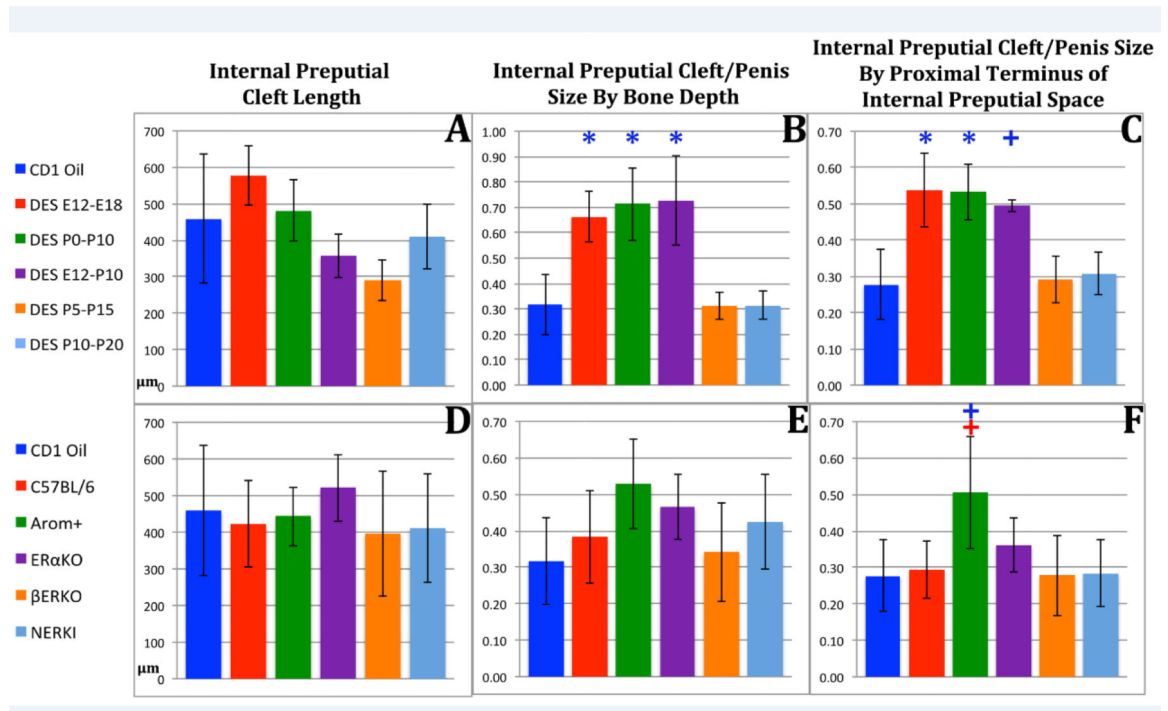 Internal Preputial
Cleft Length
Internal Preputial Cleft/Penis
Size By Bone Depth
Internal Preputial Cleft/Penis Size
By Proximal Terminus of
Internal Preputial Space
CD1 Oil
DES E12-E18
DES P0-P10
DES E12-P10
DES P5-P15
DES P10-P20
A
700
600
500
400
300
200
100
µm 0
B
* * *
1.00
0.90
0.80
0.70
0.60
0.50
0.40
0.30
0.20
0.10
0.00
C
* * +
0.70
0.60
0.50
0.40
0.30
0.20
0.10
0.00
CD1 Oil
C57BL/6
Arom+
ERαKO
βERKO
NERKI
D
700
600
500
400
300
200
100
µm
0
E
0.70
0.60
0.50
0.40
0.30
0.20
0.10
0.00
F
+
+
0.70
0.60
0.50
0.40
0.30
0.20
0.10
0.00